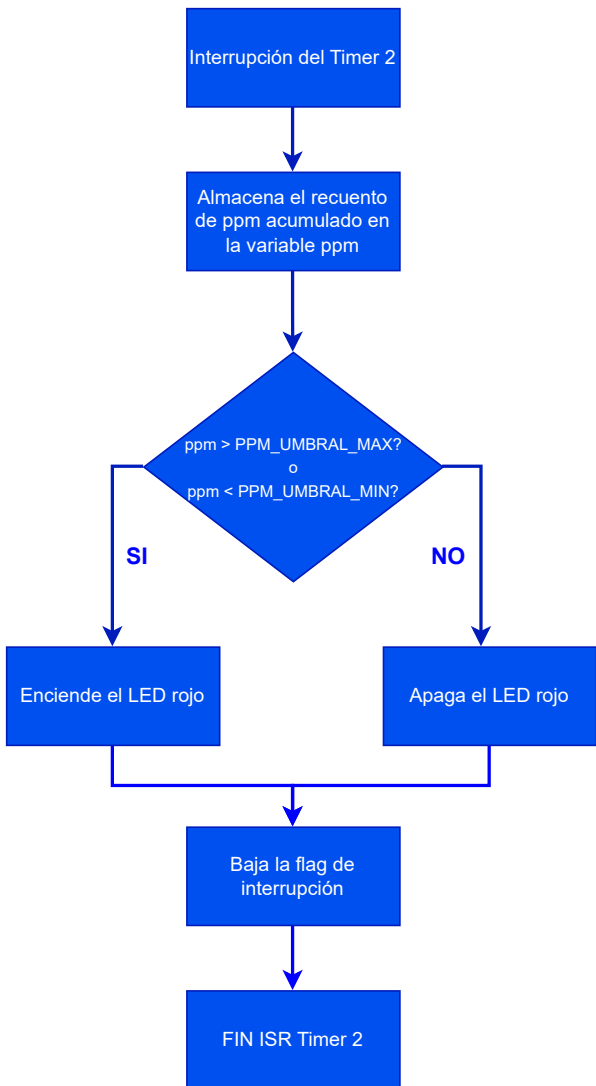 Interrupción del Timer 2
Almacena el recuento
de ppm acumulado en
la variable ppm
ppm > PPM_UMBRAL_MAX?
o
ppm < PPM_UMBRAL_MIN?
SI
NO
Enciende el LED rojo
Apaga el LED rojo
Baja la flag de
interrupción
FIN ISR Timer 2